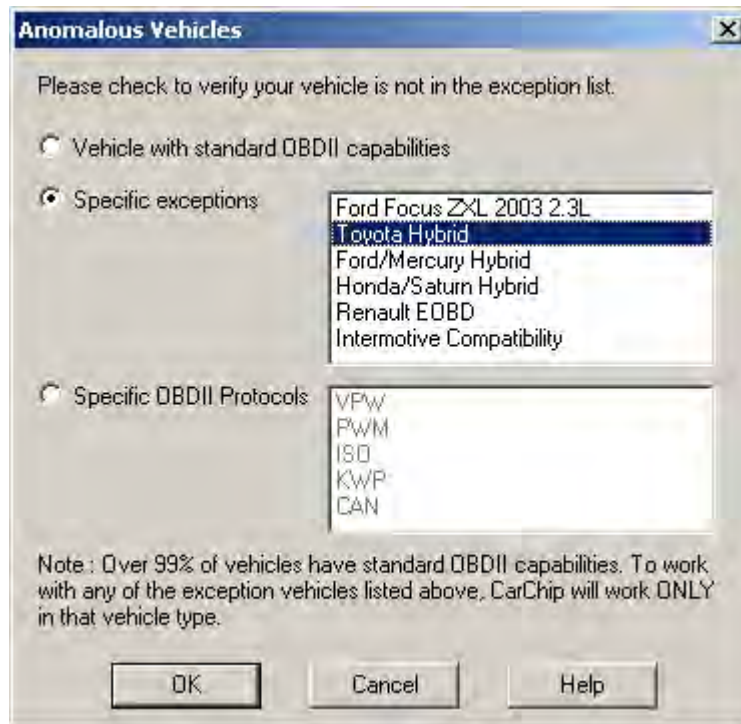 Anomalous Vehicles
Please check to verify your vehicle is not in the exception list.
Vehicle with standard OBDII capabilities
Specific exceptions
Ford Focus ZXL 2003 2.3L
Toyota Hybrid
Ford/Mercury Hybrid
Honda/Saturn Hybrid
Renault EOBD
Intermotive Compatibility
Specific OBDII Protocols
VPW
PWM
ISO
KWP
CAN
Note : Over 99% of vehicles have standard OBDII capabilities. To work
with any of the exception vehicles listed above, CarChip will work ONLY
in that vehicle type.
OK
Cancel
Help